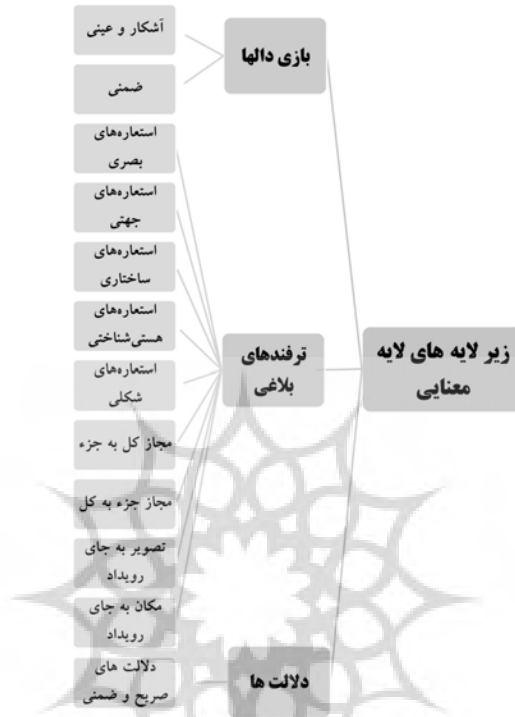 زیر لایه های لایه
معنایی
بازی دالها
آشکار و عینی
ضمنی
ترفندهای
بلاغی
استعاره‌های
بصری
استعاره‌های
جهتی
استعاره‌های
ساختاری
استعاره‌های
هستی‌شناختی
استعاره‌های
شکلی
مجاز کل به جزء
مجاز جزء به کل
تصویر به جای
رویداد
مکان به جای
رویداد
دلالت ها
دلالت های
صریح و ضمنی